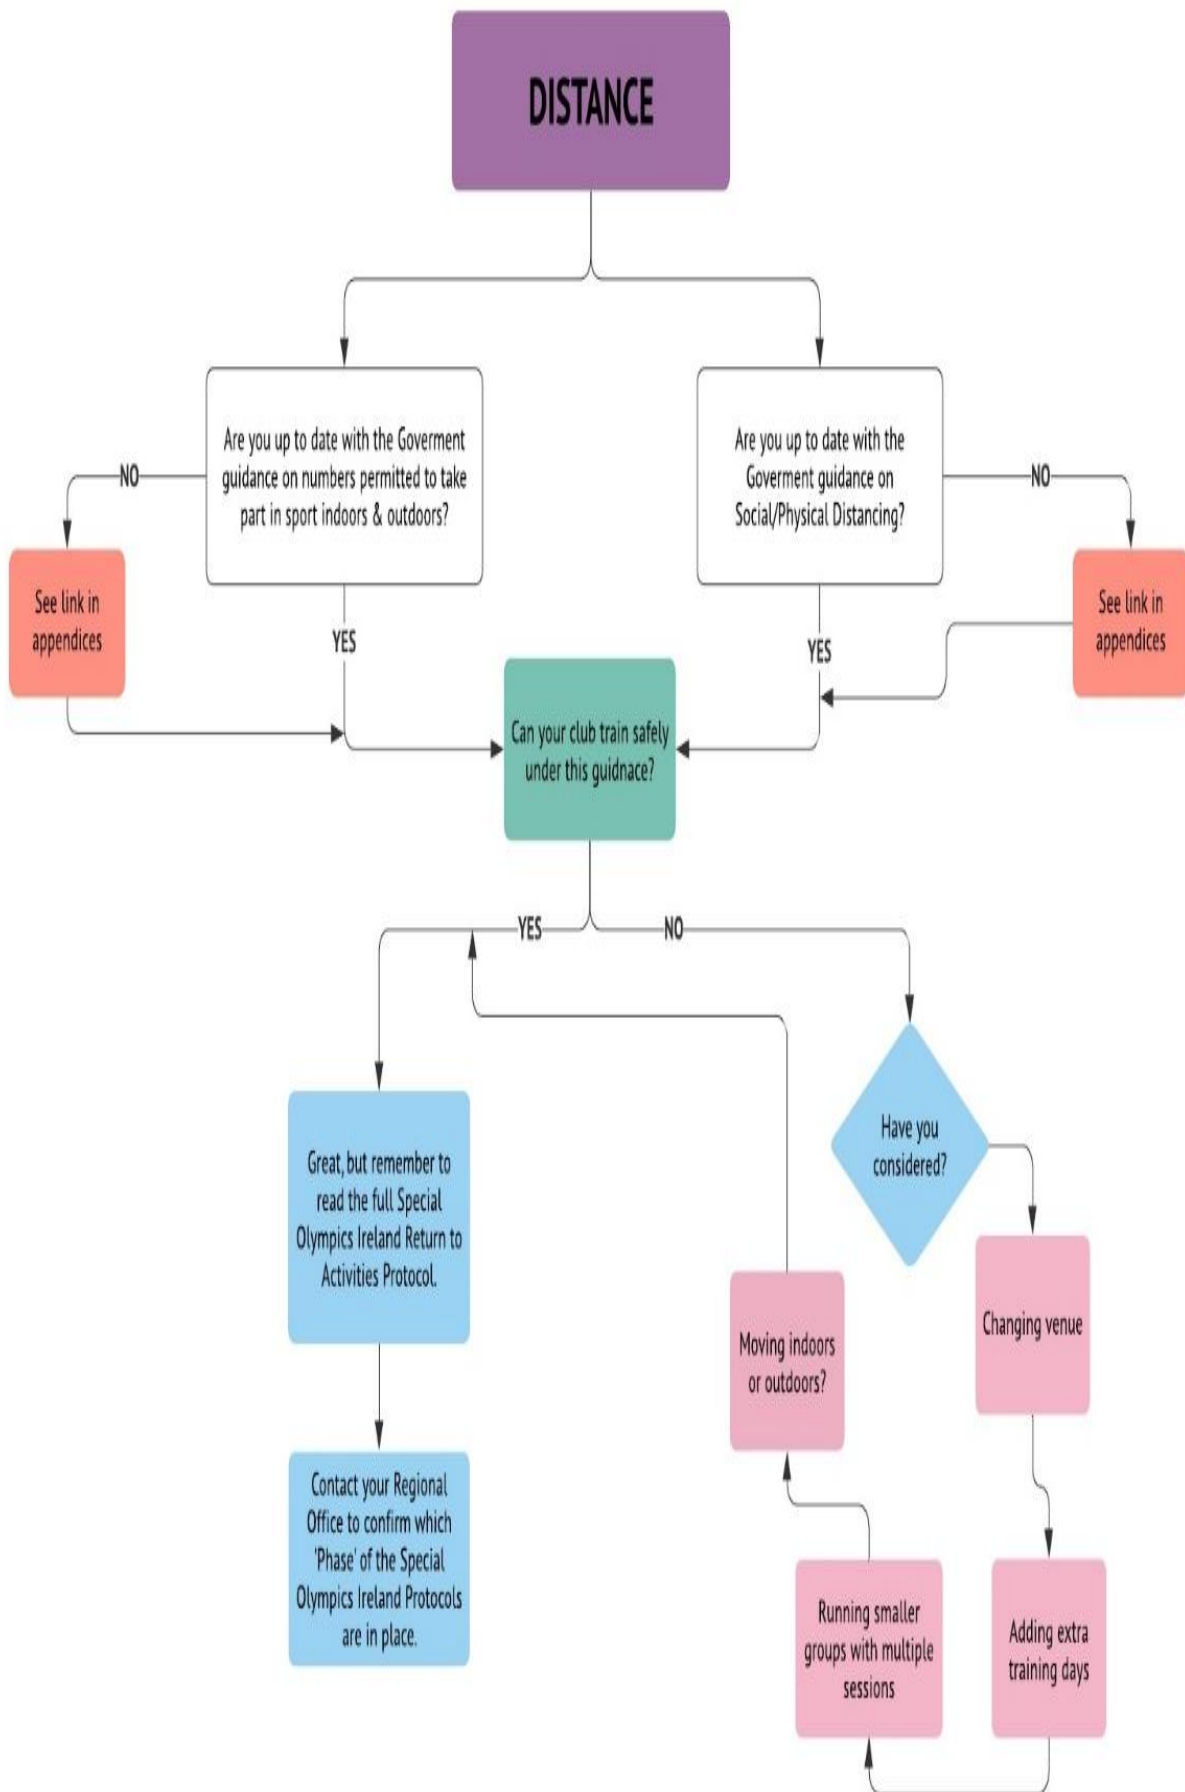 DISTANCE
Are you up to date with the Goverment
guidance on numbers permitted to take
part in sport indoors & outdoors?
Are you up to date with the
Goverment guidance on
Social/Physical Distancing?
NO
NO
See link in
appendices
YES
YES
See link in
appendices
Can your club train safely
under this guidnace?
YES
NO
Great, but remember to
read the full Special
Olympics Ireland Return to
Activities Protocol.
Have you
considered?
Changing venue
Moving indoors
or outdoors?
Contact your Regional
Office to confirm which
'Phase' of the Special
Olympics Ireland Protocols
are in place.
Running smaller
groups with multiple
sessions
Adding extra
training days